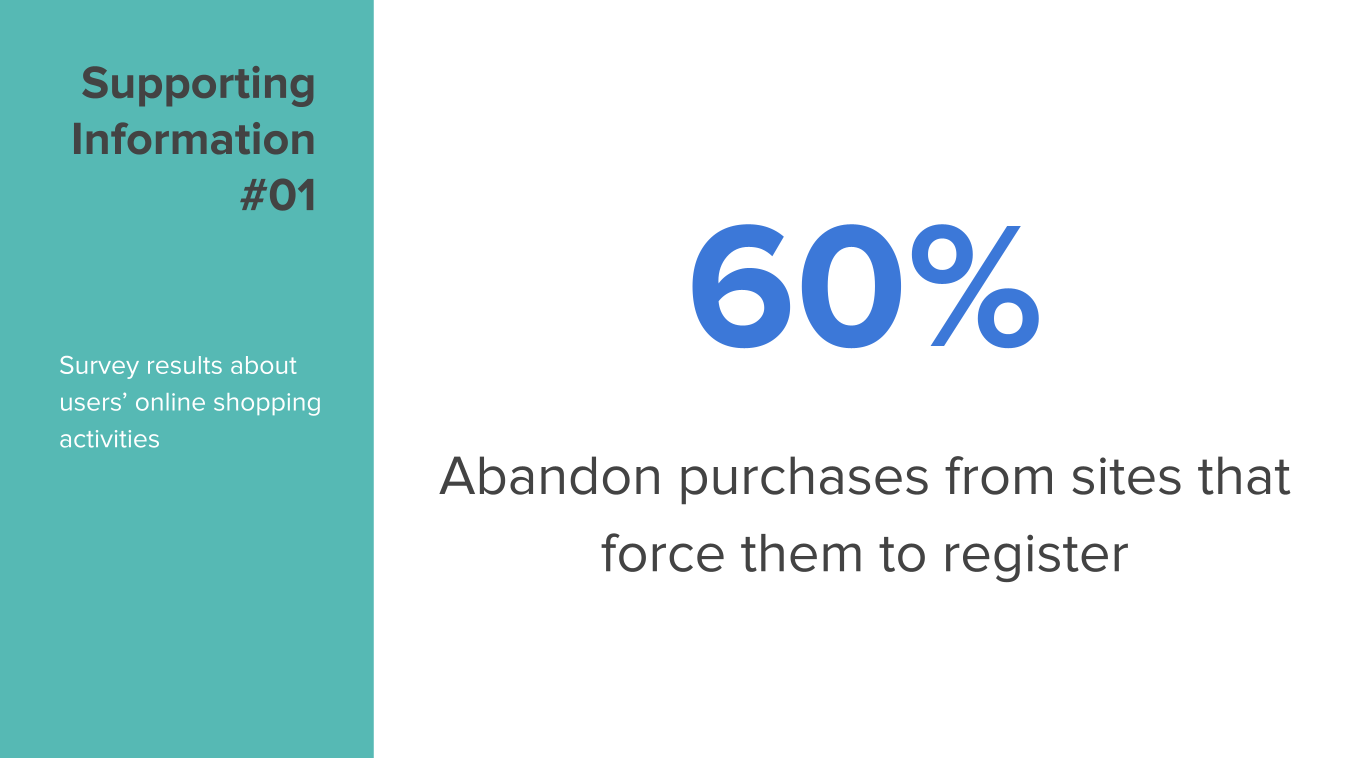 Supporting
Information
#01
Survey results about
users’ online shopping
activities
60%
Abandon purchases from sites that
force them to register